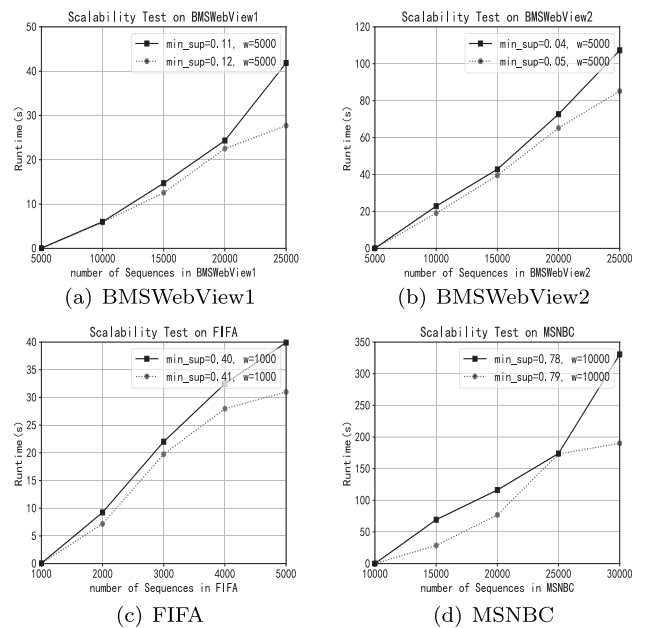 Scalability Test on BMSWebView1
50
40
30
20
10
0
Runtime(s)
min_sup=0.11, w=5000
min_sup=0.12, w=5000
5000 10000 15000 20000 25000
number of Sequences in BMSWebView1
(a) BMSWebView1
Scalability Test on BMSWebView2
120
100
80
60
40
20
0
Runtime(s)
min_sup=0.04, w=5000
min_sup=0.05, w=5000
5000 10000 15000 20000 25000
number of Sequences in BMSWebView2
(b) BMSWebView2
Scalability Test on FIFA
40
35
30
25
20
15
10
5
0
Runtime(s)
min_sup=0.40, w=1000
min_sup=0.41, w=1000
1000 2000 3000 4000 5000
number of Sequences in FIFA
(c) FIFA
Scalability Test on MSNBC
350
300
250
200
150
100
50
0
Runtime(s)
min_sup=0.78, w=10000
min_sup=0.79, w=10000
10000 15000 20000 25000 30000
number of Sequences in MSNBC
(d) MSNBC